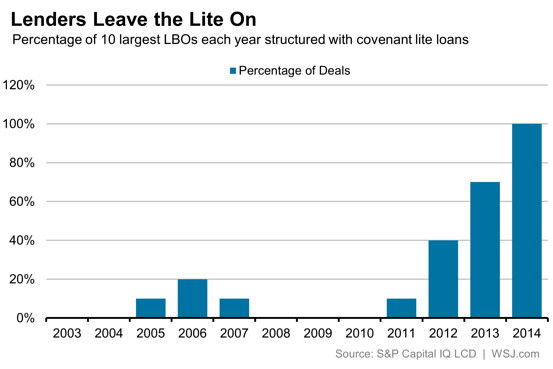 Lenders Leave the Lite On
Percentage of 10 largest LBOs each year structured with covenant lite loans
Percentage of Deals
120%
100%
80%
60%
40%
20%
0%
2003 2004 2005 2006 2007 2008 2009 2010 2011 2012 2013 2014
Source: S&P Capital IQ LCD | WSJ.com